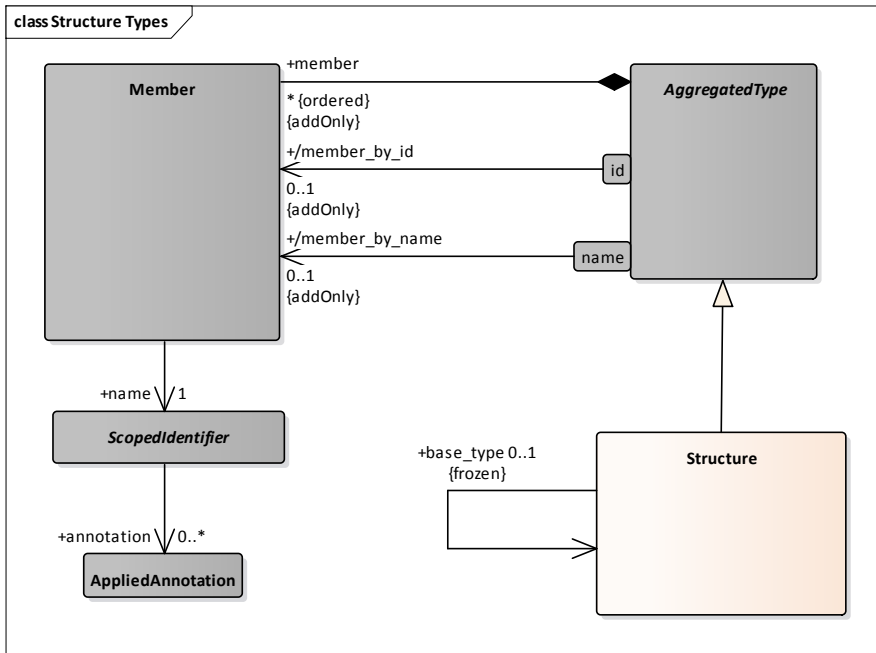 class Structure Types
Member
+member
* {ordered}
{addOnly}
AggregatedType
+/member_by_id
id
0..1
{addOnly}
+/member_by_name
name
0..1
{addOnly}
+name 1
ScopedIdentifier
+base_type 0..1
{frozen}
Structure
+annotation 0..*
AppliedAnnotation